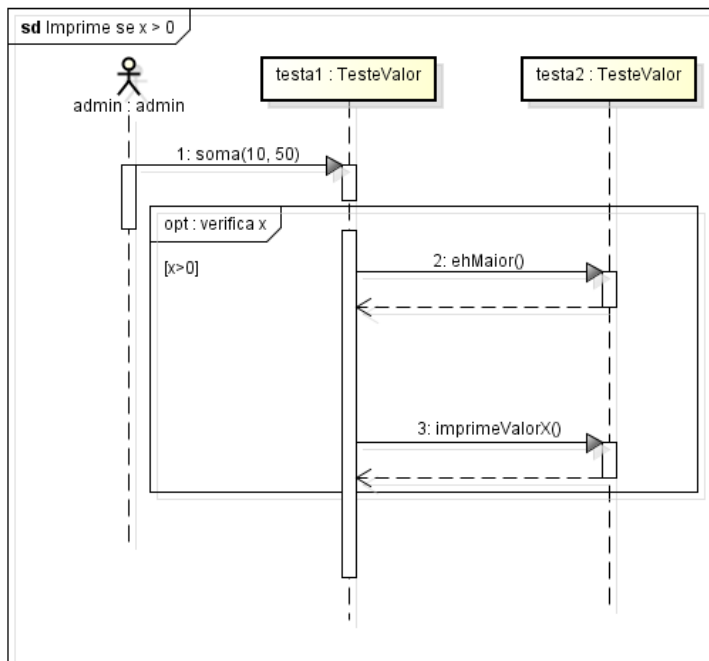 sd Imprime se x > 0
testa1 : TesteValor
testa2 : TesteValor
admin : admin
1: soma(10, 50)
opt : verifica x
[x>0]
2: ehMaior()
3: imprimeValorX()